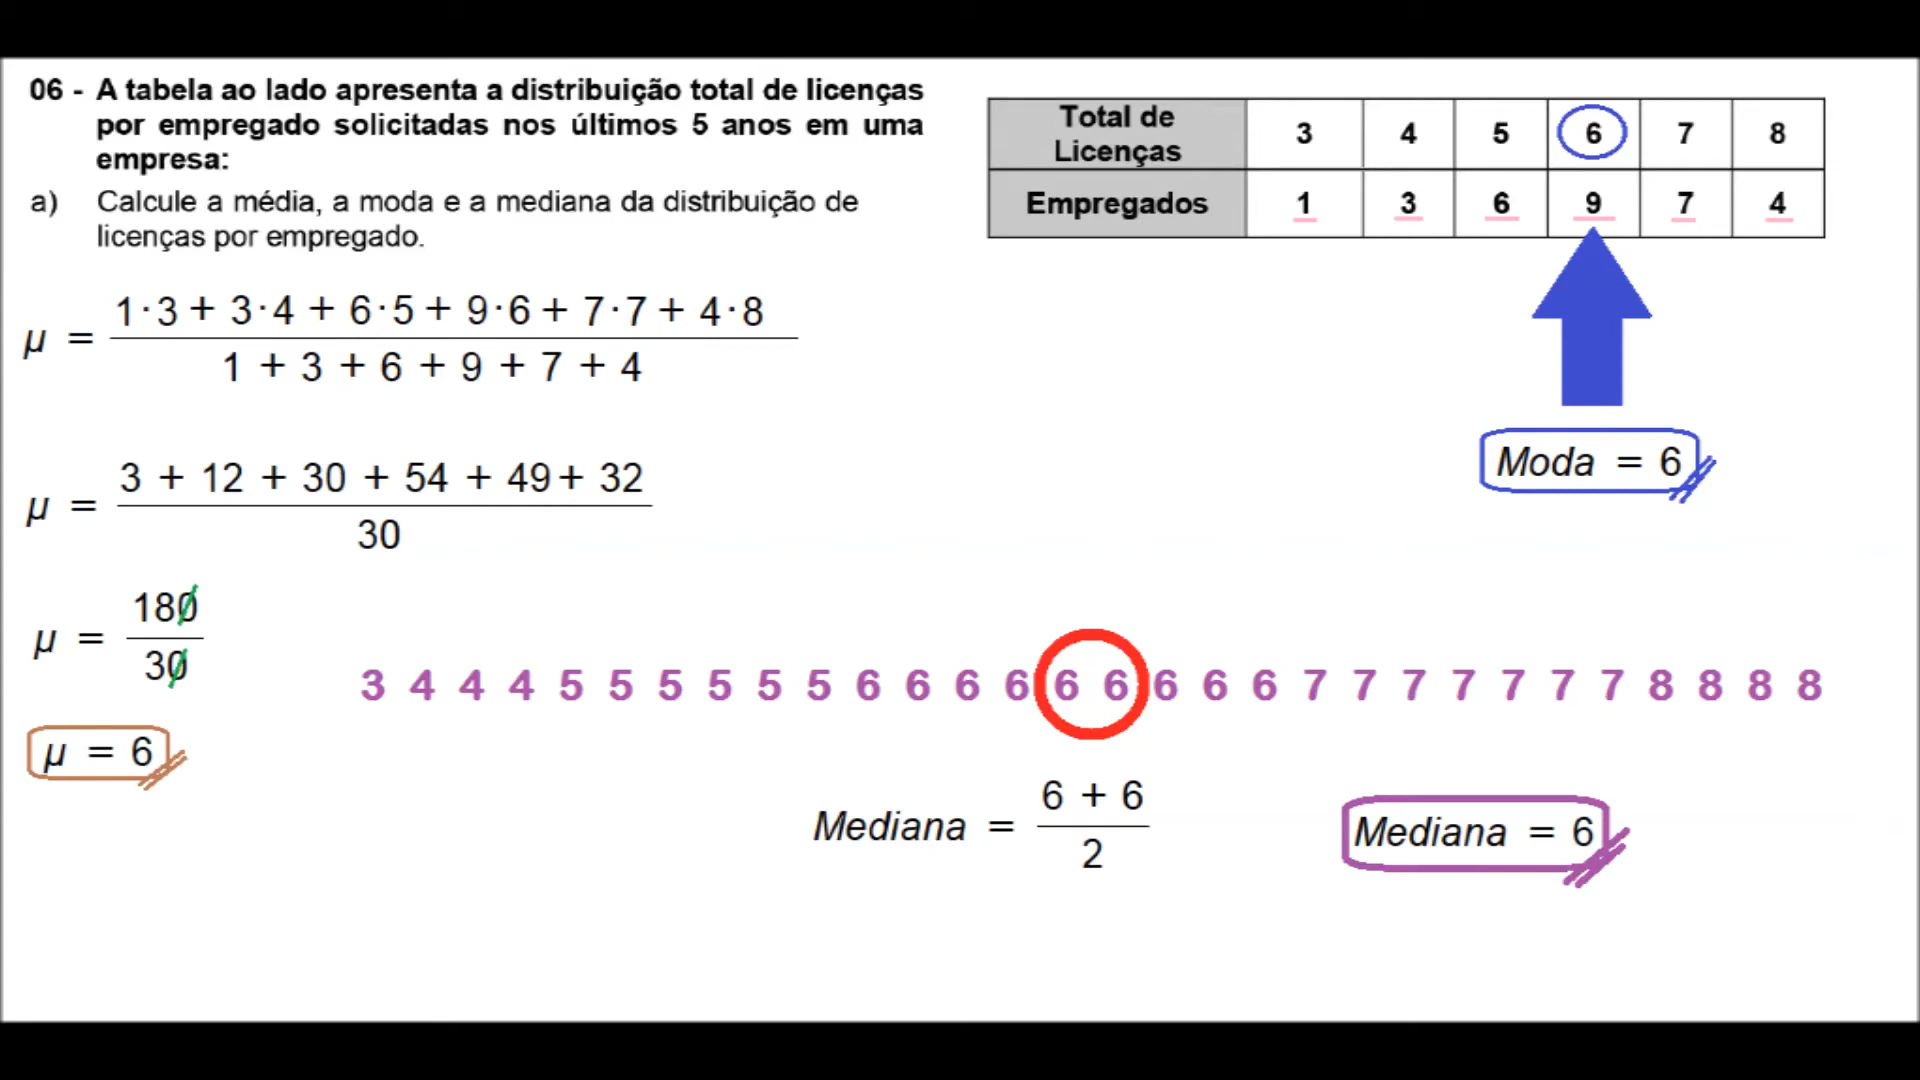 06 - A tabela ao lado apresenta a distribuição total de licenças
por empregado solicitadas nos últimos 5 anos em uma
empresa:
a) Calcule a média, a moda e a mediana da distribuição de
licenças por empregado.
Total de
Licenças 3 4 5 6 7 8
Empregados 1 3 6 9 7 4
μ = 1·3 + 3·4 + 6·5 + 9·6 + 7·7 + 4·8
1 + 3 + 6 + 9 + 7 + 4
Moda = 6
μ = 3 + 12 + 30 + 54 + 49 + 32
30
μ = 180
30
3 4 4 4 5 5 5 5 5 5 6 6 6 6 6 6 6 6 6 7 7 7 7 7 7 7 8 8 8 8
μ = 6
Mediana = 6 + 6
2
Mediana = 6